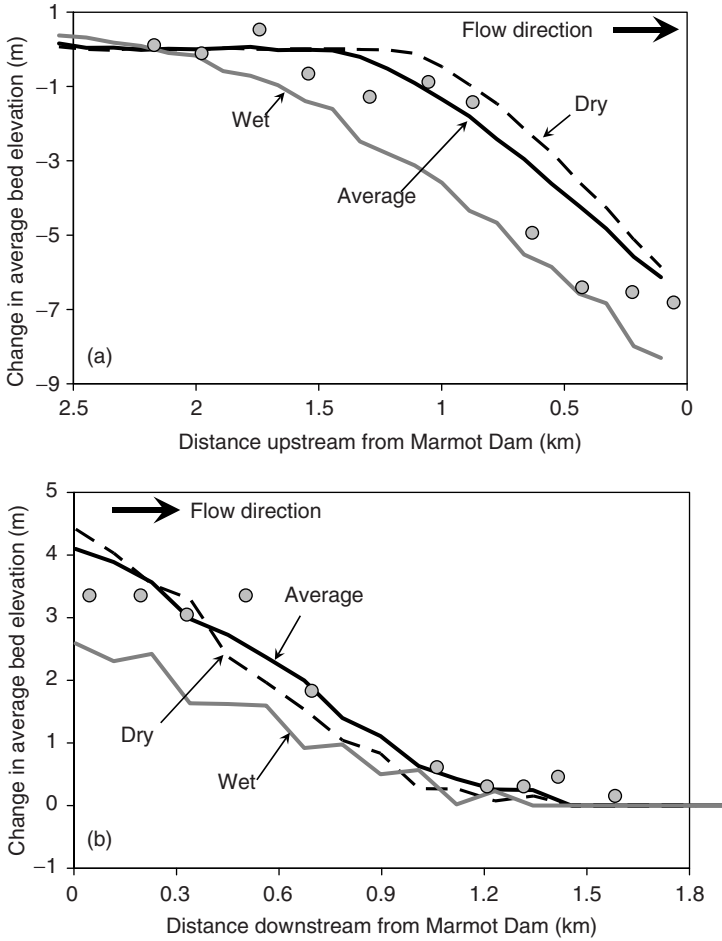 1
Flow direction
−1
Wet
Dry
−3
Average
−5
−7
(a)
−9
2.5
2
1.5
1
0.5
0
Change in average bed elevation (m)
Distance upstream from Marmot Dam (km)
5
Flow direction
4
Average
3
2
Dry
1
Wet
0
(b)
−1
0
0.3
0.6
0.9
1.2
1.5
1.8
Change in average bed elevation (m)
Distance downstream from Marmot Dam (km)